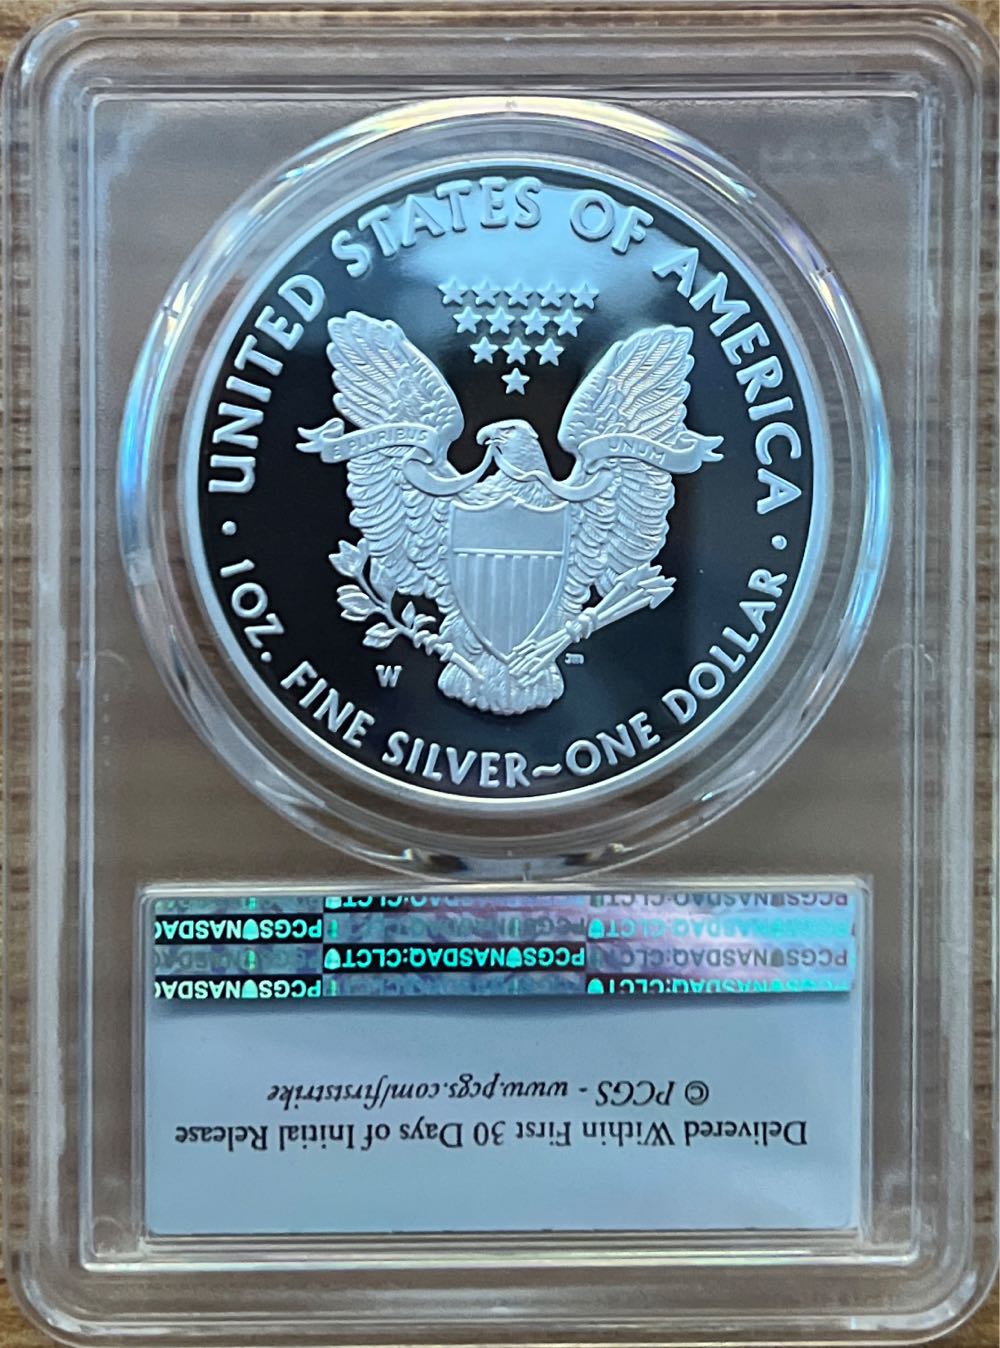 UNITED STATES OF AMERICA
E PLURIBUS UNUM
W
JM
1 OZ. FINE SILVER~ONE DOLLAR
PCGS NASDAQ:CLCT
PCGS NASDAQ:CLCT
PCGS NASDAQ:CLCT
PCGS NASDAQ:CLCT
Delivered Within First 30 Days of Initial Release
© PCGS - www.pcgs.com/firststrike